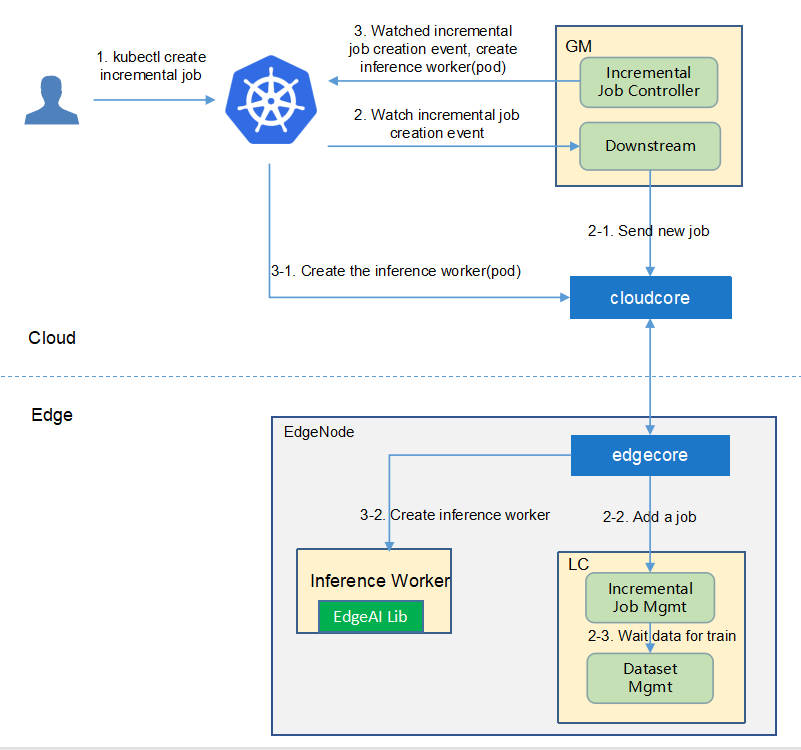 1. kubectl create
incremental job
3. Watched incremental
job creation event, create
inference worker(pod)
2. Watch incremental job
creation event
GM
Incremental
Job Controller
Downstream
2-1. Send new job
3-1. Create the inference worker(pod)
cloudcore
Cloud
Edge
EdgeNode
edgecore
3-2. Create inference worker
2-2. Add a job
Inference Worker
EdgeAI Lib
LC
Incremental
Job Mgmt
2-3. Wait data for train
Dataset
Mgmt